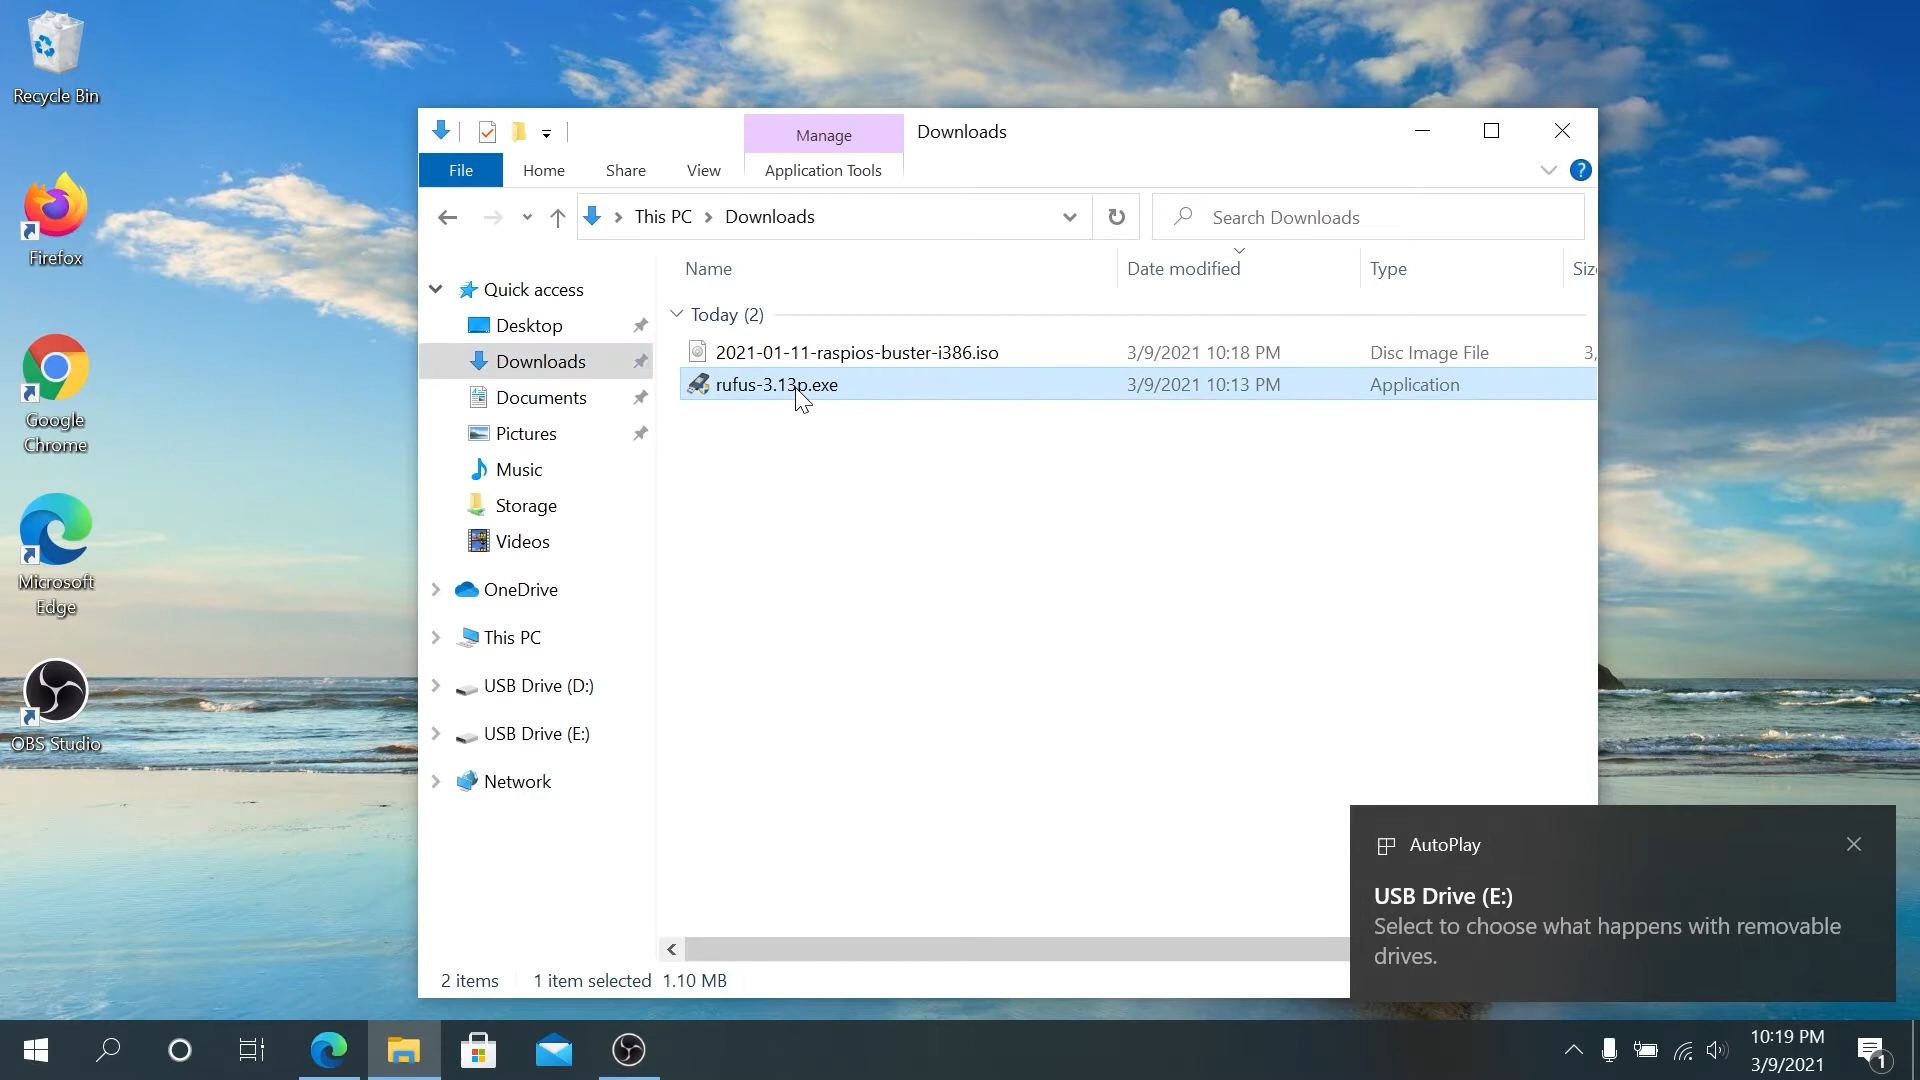 Recycle Bin
Firefox
Google
Chrome
Microsoft
Edge
OBS Studio
Manage
Downloads
File
Home
Share
View
Application Tools
?
This PC
Downloads
Search Downloads
Name
Date modified
Type
Siz
Quick access
Desktop
Downloads
Documents
Pictures
Music
Storage
Videos
OneDrive
This PC
USB Drive (D:)
USB Drive (E:)
Network
Today (2)
2021-01-11-raspios-buster-i386.iso 3/9/2021 10:18 PM Disc Image File 3,
rufus-3.13p.exe 3/9/2021 10:13 PM Application
2 items 1 item selected 1.10 MB
AutoPlay
USB Drive (E:)
Select to choose what happens with removable
drives.
10:19 PM
3/9/2021
1